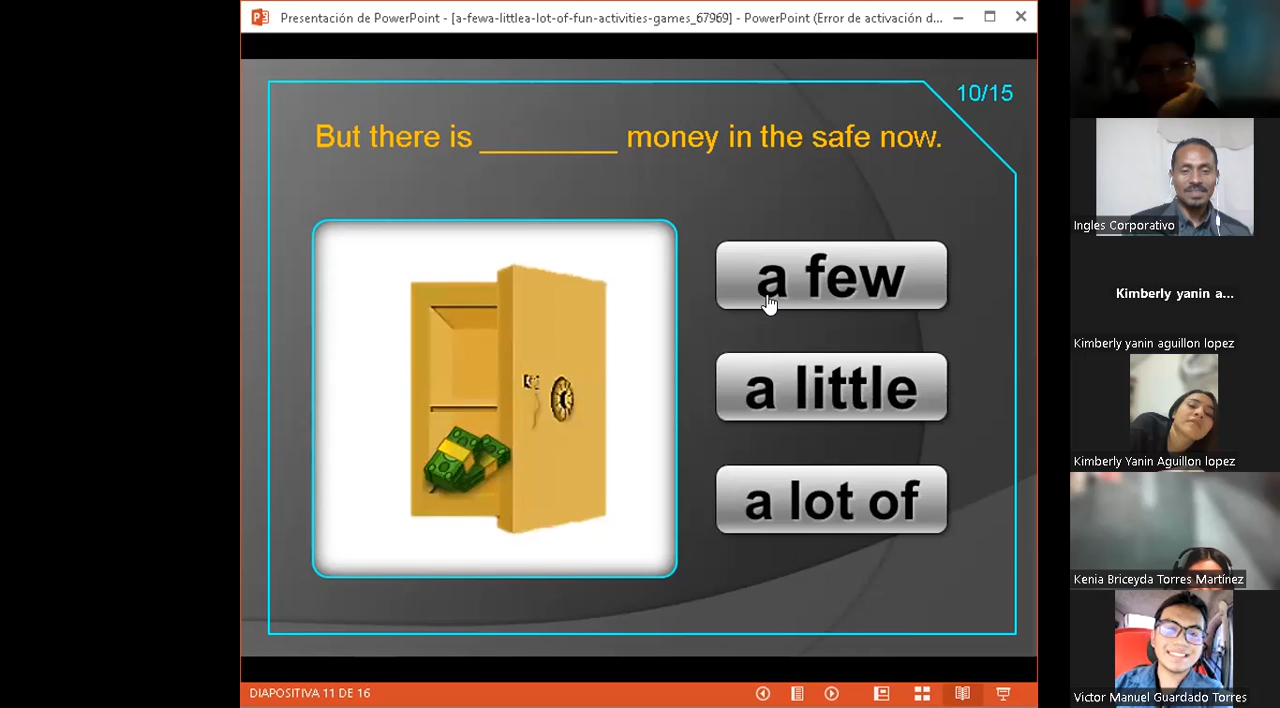 Presentación de PowerPoint - [a-fewa-littlea-lot-of-fun-activities-games_67969] - PowerPoint (Error de activación d...
10/15
But there is ________ money in the safe now.
a few
a little
a lot of
DIAPOSITIVA 11 DE 16
Ingles Corporativo
Kimberly yanin a...
Kimberly yanin aguillon lopez
Kimberly Yanin Aguillon lopez
Kenia Briceyda Torres Martínez
Victor Manuel Guardado Torres